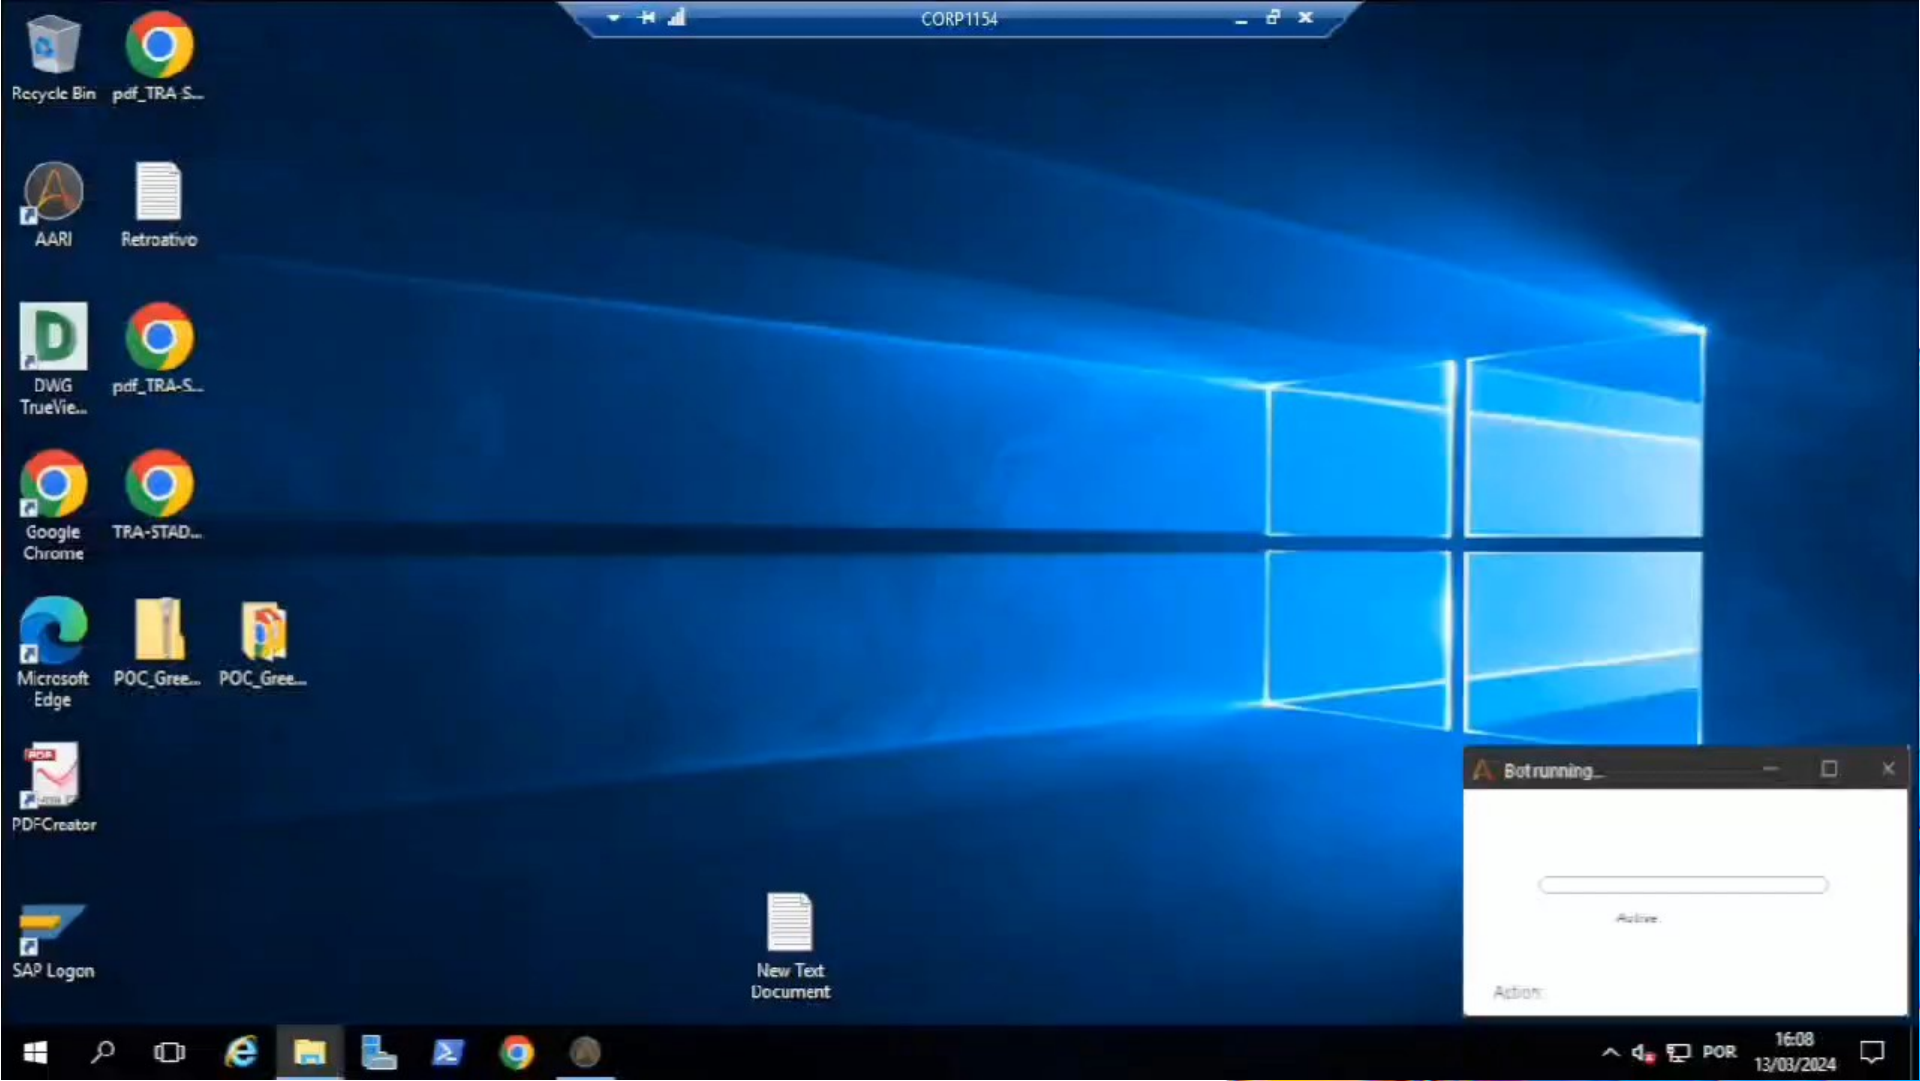 CORP1154
Recycle Bin
pdf_TRA-S...
AARI
Retroativo
DWG
TrueVie...
pdf_TRA-S...
Google
Chrome
TRA-STAD...
Microsoft
Edge
POC_Gree...
POC_Gree...
PDFCreator
SAP Logon
New Text
Document
Bot running...
Active
Action:
POR
16:08
13/03/2024